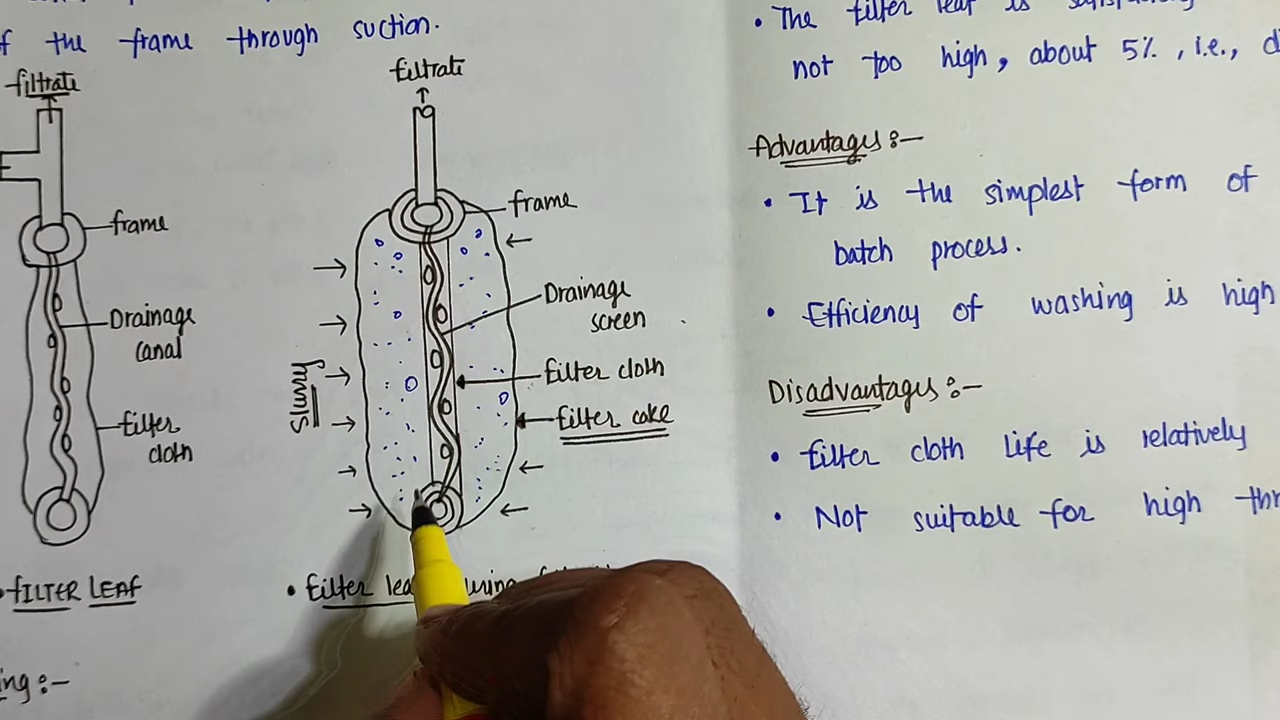 f the frame through suction.
filtrate
frame
Drainage
canal
filter
cloth
FILTER LEAF
ing :-
filtrate
frame
Drainage
screen
filter cloth
filter cake
Slurry
• filter
• The filter leaf is
not too high, about 5%, i.e.,
Advantages :-
• It is the simplest form of
batch process.
• Efficiency of washing is high
Disadvantages :-
• filter cloth life is relatively
• Not suitable for high